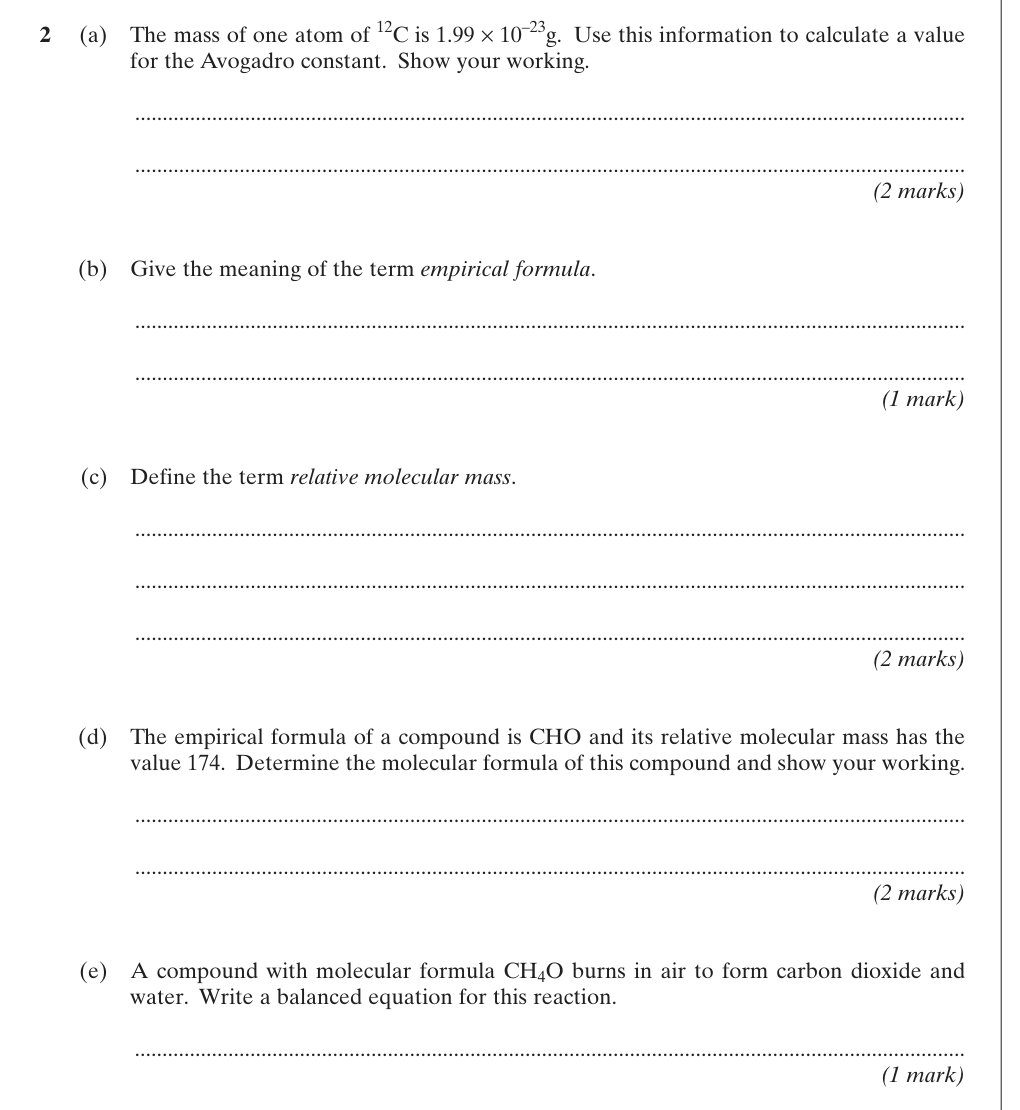 2 (a) The mass of one atom of ¹²C is 1.99 × 10⁻²³g. Use this information to calculate a value
for the Avogadro constant. Show your working.
(2 marks)
(b) Give the meaning of the term empirical formula.
(1 mark)
(c) Define the term relative molecular mass.
(2 marks)
(d) The empirical formula of a compound is CHO and its relative molecular mass has the
value 174. Determine the molecular formula of this compound and show your working.
(2 marks)
(e) A compound with molecular formula CH₄O burns in air to form carbon dioxide and
water. Write a balanced equation for this reaction.
(1 mark)